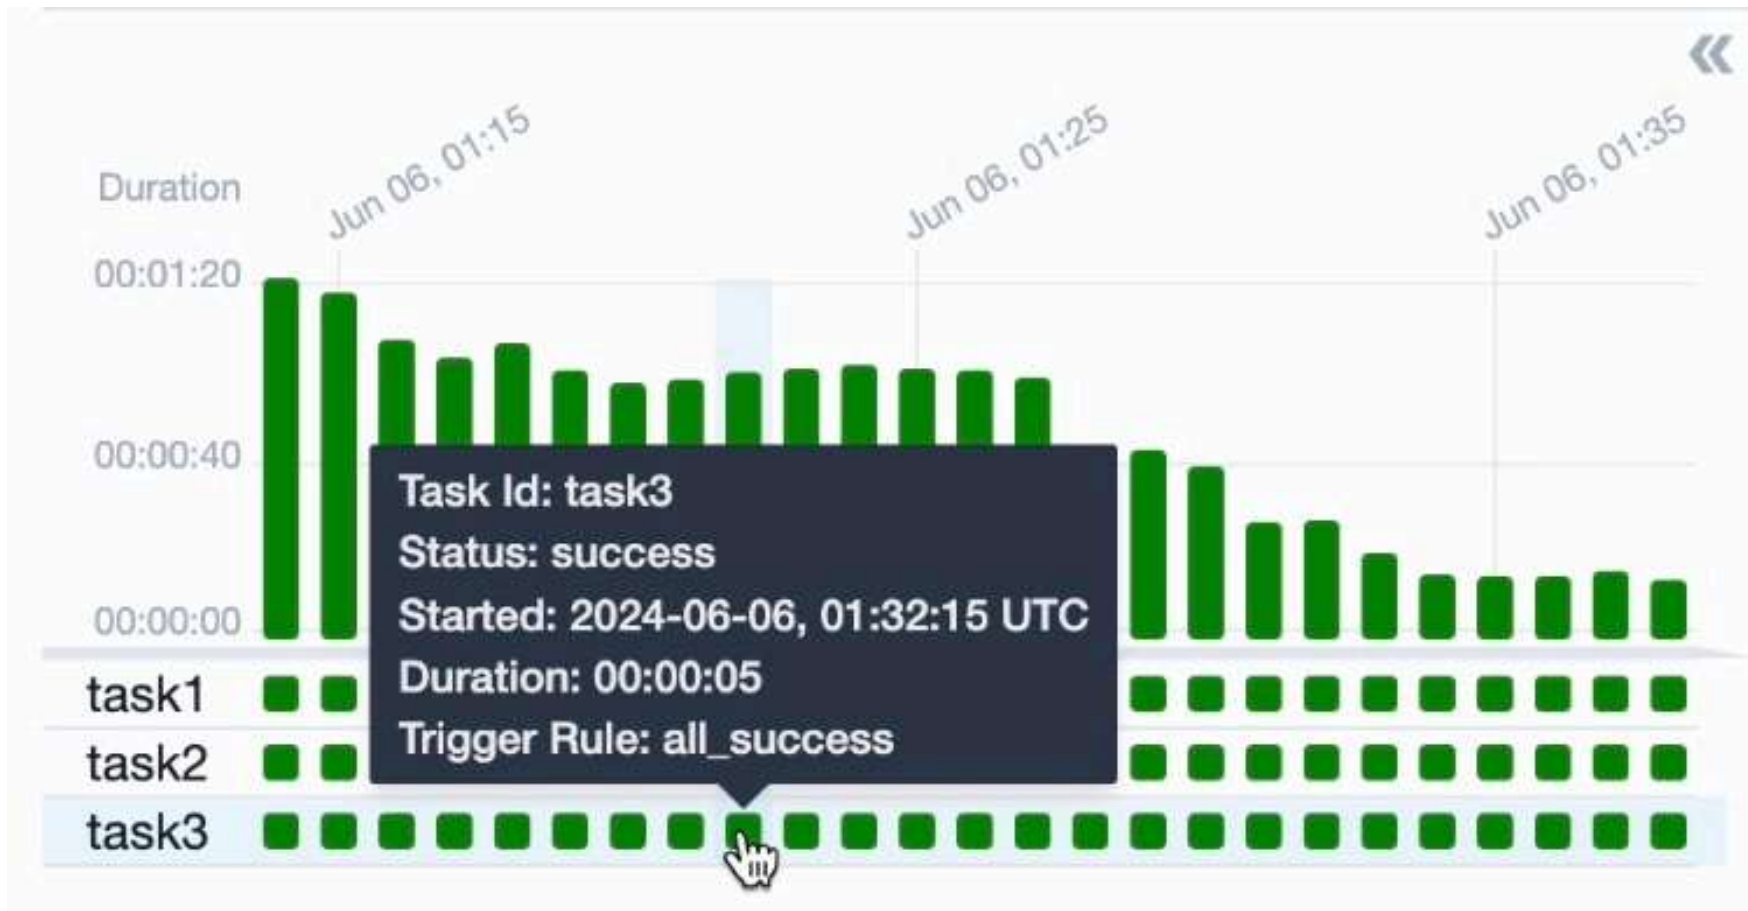 Jun 06, 01:15
Jun 06, 01:25
Jun 06, 01:35
Duration
00:01:20
00:00:40
00:00:00
Task Id: task3
Status: success
Started: 2024-06-06, 01:32:15 UTC
Duration: 00:00:05
Trigger Rule: all_success
task1
task2
task3